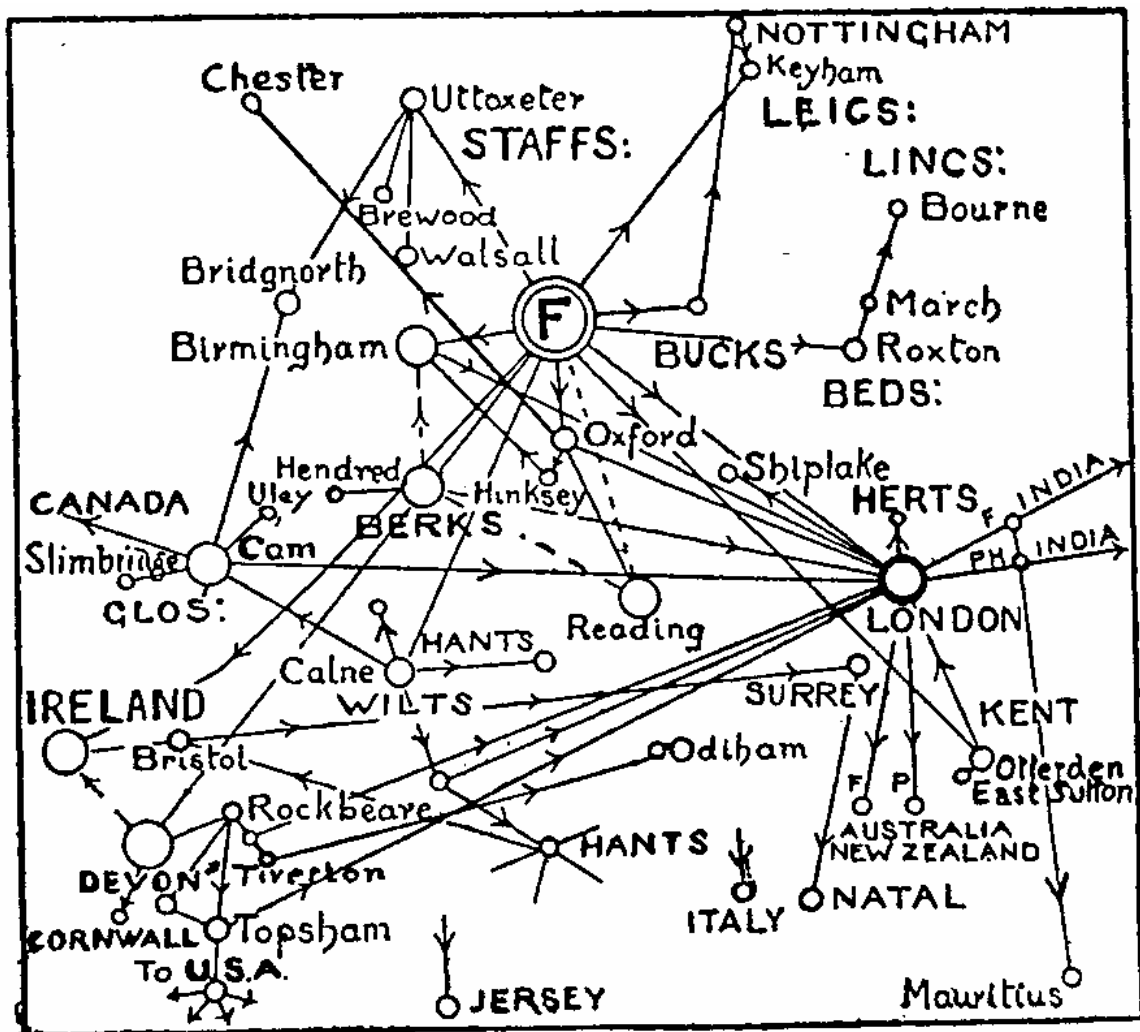 NOTTINGHAM
Keyham
LEICS:
Chester
Uttoxeter
STAFFS:
LINCS:
Bourne
Brewood
Walsall
Bridgnorth
F
March
Birmingham
BUCKS
Roxton
BEDS:
Oxford
Shiplake
Hendred
Uley
Hinksey
HERTS
F
INDIA
CANADA
BERKS
PH
INDIA
Slimbridge
Cam
GLOS:
Reading
LONDON
HANTS
Calne
WILTS
SURREY
KENT
IRELAND
Bristol
Odiham
Otterden
East Sutton
Rockbeare
F
P
AUSTRALIA
NEW ZEALAND
DEVON
Tiverton
HANTS
ITALY
NATAL
CORNWALL
Topsham
To U.S.A.
JERSEY
Mauritius